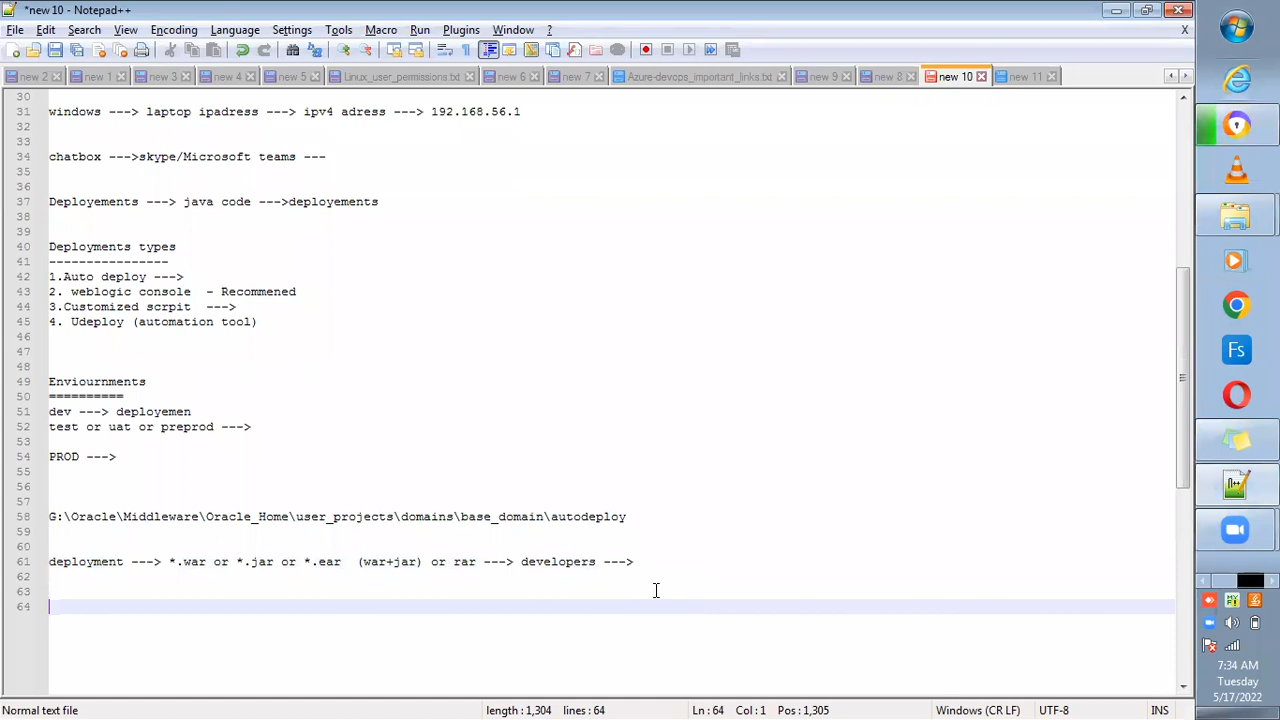 *new 10 - Notepad++
File Edit Search View Encoding Language Settings Tools Macro Run Plugins Window ? X
new 2 new 1 new 3 new 4 new 5 Linux_user_permissions.txt new 6 new 7 Azure-devops_important_links.txt new 9 new 8 new 10 new 11
30
31 windows ---> laptop ipadress ---> ipv4 adress ---> 192.168.56.1
32
33
34 chatbox --->skype/Microsoft teams ---
35
36
37 Deployements ---> java code --->deployements
38
39
40 Deployments types
41 ----------------
42 1.Auto deploy --->
43 2. weblogic console  - Recommened
44 3.Customized scrpit  --->
45 4. Udeploy (automation tool)
46
47
48
49 Enviournments
50 ==========
51 dev ---> deployemen
52 test or uat or preprod --->
53
54 PROD --->
55
56
57
58 G:\Oracle\Middleware\Oracle_Home\user_projects\domains\base_domain\autodeploy
59
60
61 deployment ---> *.war or *.jar or *.ear  (war+jar) or rar ---> developers --->
62
63
64
Normal text file lines : 64 Ln : 64 Col : 1 Pos : 1,305 Windows (CR LF) UTF-8 INS
Fs
7:34 AM
Tuesday
5/17/2022